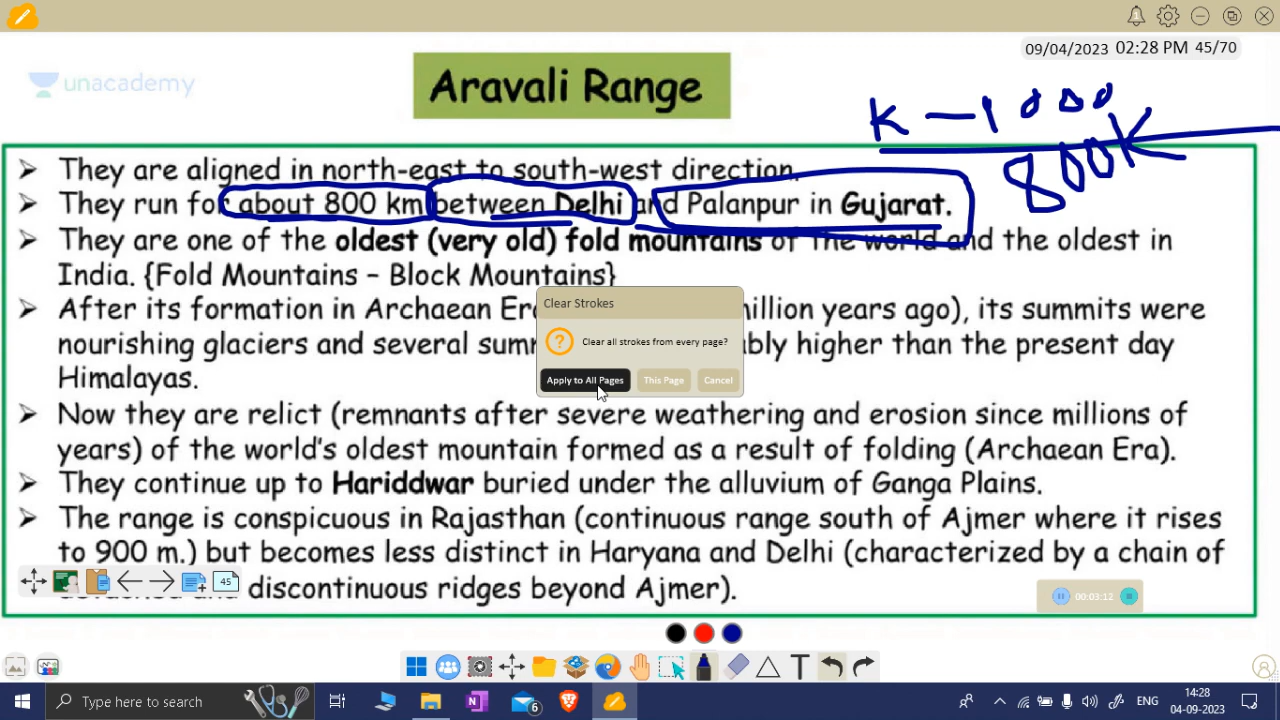 09/04/2023 02:28 PM 45/70
unacademy
Aravali Range
K – 1000
800K
➢ They are aligned in north-east to south-west direction.
➢ They run for about 800 km between Delhi and Palanpur in Gujarat.
➢ They are one of the oldest (very old) fold mountains of the world and the oldest in
India. {Fold Mountains – Block Mountains}
➢ After its formation in Archaean Era million years ago), its summits were
nourishing glaciers and several higher than the present day
Himalayas.
Clear Strokes
Clear all strokes from every page?
Apply to All Pages This Page Cancel
➢ Now they are relict (remnants after severe weathering and erosion since millions of
years) of the world's oldest mountain formed as a result of folding (Archaean Era).
➢ They continue up to Hariddwar buried under the alluvium of Ganga Plains.
➢ The range is conspicuous in Rajasthan (continuous range south of Ajmer where it rises
to 900 m.) but becomes less distinct in Haryana and Delhi (characterized by a chain of
discontinuous ridges beyond Ajmer).
45
00:03:12
Type here to search
6
ENG
14:28
04-09-2023